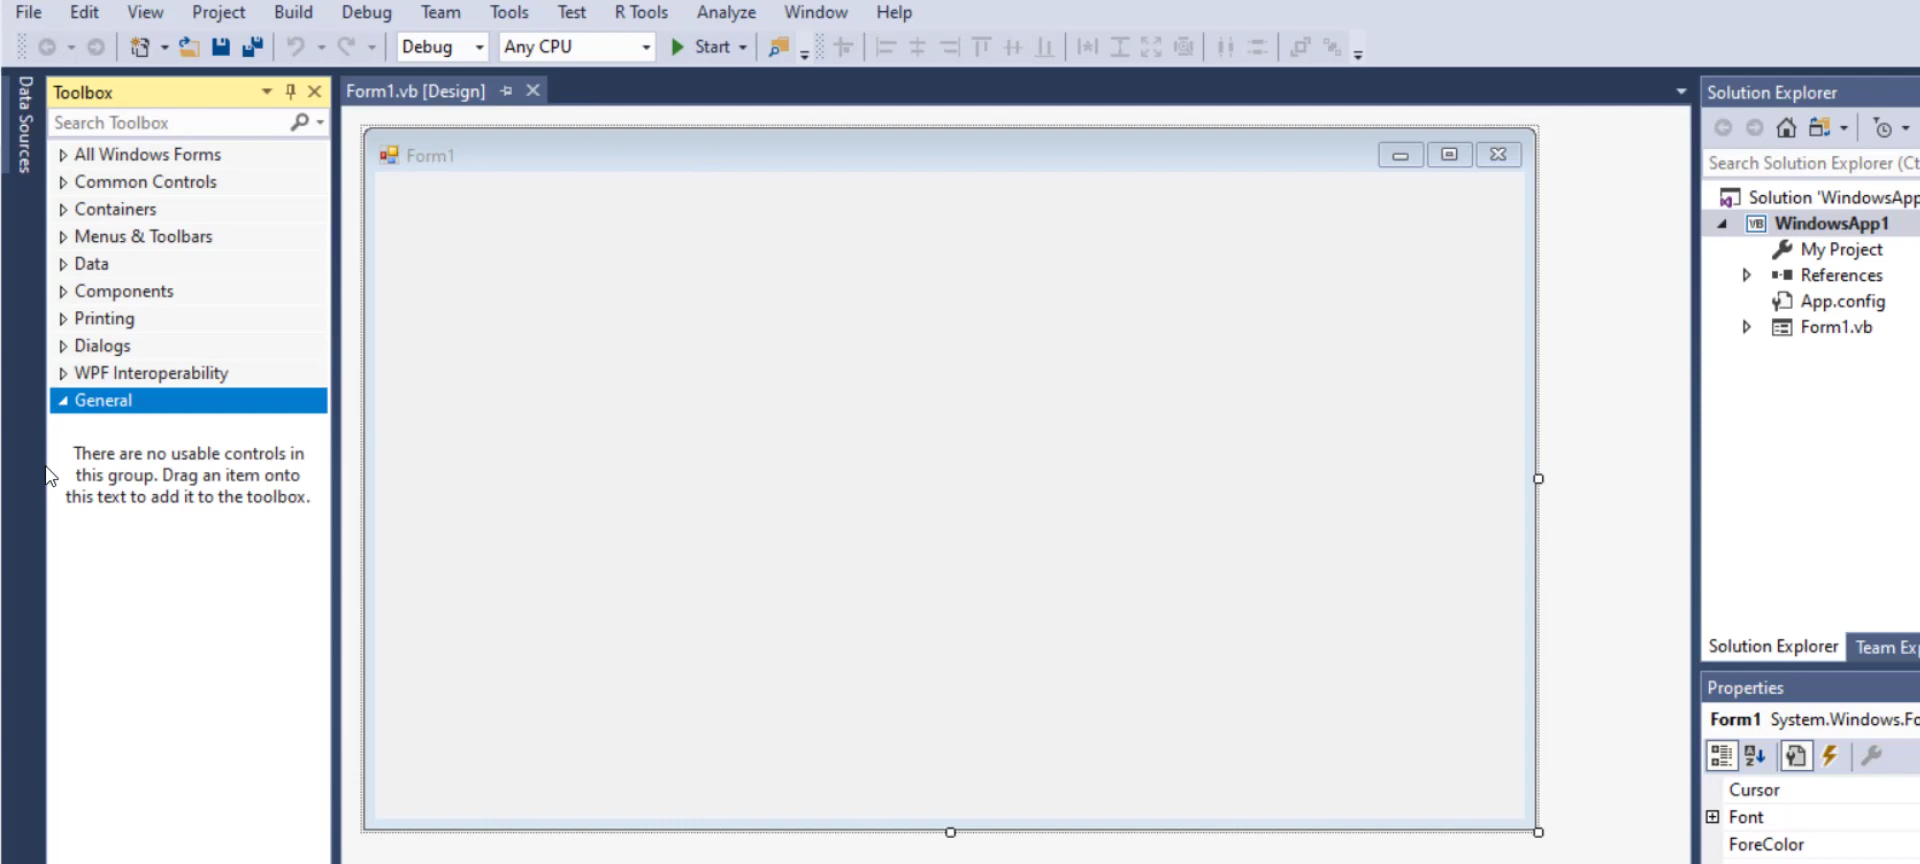 File Edit View Project Build Debug Team Tools Test R Tools Analyze Window Help
Debug Any CPU Start
Data Sources
Toolbox
Search Toolbox
All Windows Forms
Common Controls
Containers
Menus & Toolbars
Data
Components
Printing
Dialogs
WPF Interoperability
General
There are no usable controls in
this group. Drag an item onto
this text to add it to the toolbox.
Form1.vb [Design]
Form1
Solution Explorer
Search Solution Explorer (Ct
Solution 'WindowsApp
VB WindowsApp1
My Project
References
App.config
Form1.vb
Solution Explorer Team Exp
Properties
Form1 System.Windows.Fo
Cursor
Font
ForeColor